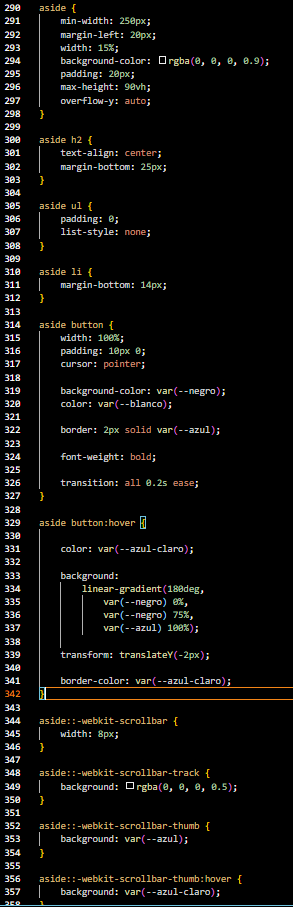 290 aside {
291     min-width: 250px;
292     margin-left: 20px;
293     width: 15%;
294     background-color: rgba(0, 0, 0, 0.9);
295     padding: 20px;
296     max-height: 90vh;
297     overflow-y: auto;
298 }
299
300 aside h2 {
301     text-align: center;
302     margin-bottom: 25px;
303 }
304
305 aside ul {
306     padding: 0;
307     list-style: none;
308 }
309
310 aside li {
311     margin-bottom: 14px;
312 }
313
314 aside button {
315     width: 100%;
316     padding: 10px 0;
317     cursor: pointer;
318
319     background-color: var(--negro);
320     color: var(--blanco);
321
322     border: 2px solid var(--azul);
323
324     font-weight: bold;
325
326     transition: all 0.2s ease;
327 }
328
329 aside button:hover {
330
331     color: var(--azul-claro);
332
333     background:
334         linear-gradient(180deg,
335             var(--negro) 0%,
336             var(--negro) 75%,
337             var(--azul) 100%);
338
339     transform: translateY(-2px);
340
341     border-color: var(--azul-claro);
342 }
343
344 aside::-webkit-scrollbar {
345     width: 8px;
346 }
347
348 aside::-webkit-scrollbar-track {
349     background: rgba(0, 0, 0, 0.5);
350 }
351
352 aside::-webkit-scrollbar-thumb {
353     background: var(--azul);
354 }
355
356 aside::-webkit-scrollbar-thumb:hover {
357     background: var(--azul-claro);
358 }